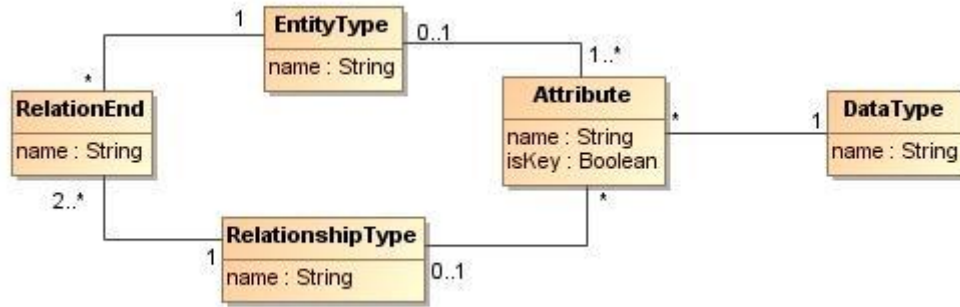 EntityType
name : String
1
0..1
*
1..*
RelationEnd
name : String
Attribute
name : String
isKey : Boolean
*
1
DataType
name : String
2..*
*
RelationshipType
name : String
1
0..1